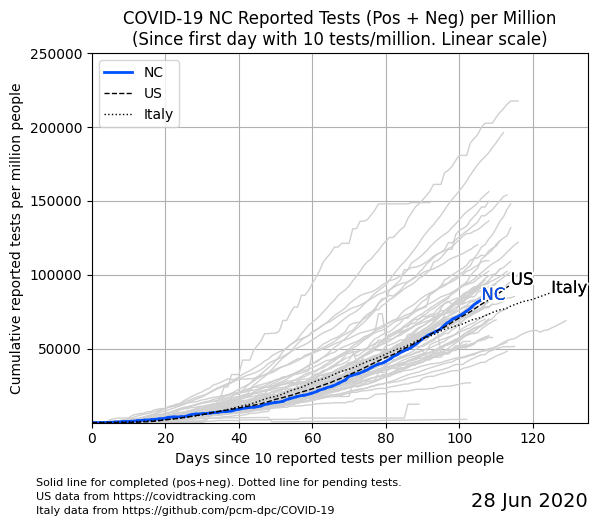 COVID-19 NC Reported Tests (Pos + Neg) per Million
(Since first day with 10 tests/million. Linear scale)
Cumulative reported tests per million people
250000
200000
150000
100000
50000
NC
US
Italy
NC
US
Italy
0
20
40
60
80
100
120
Days since 10 reported tests per million people
Solid line for completed (pos+neg). Dotted line for pending tests.
US data from https://covidtracking.com
Italy data from https://github.com/pcm-dpc/COVID-19
28 Jun 2020